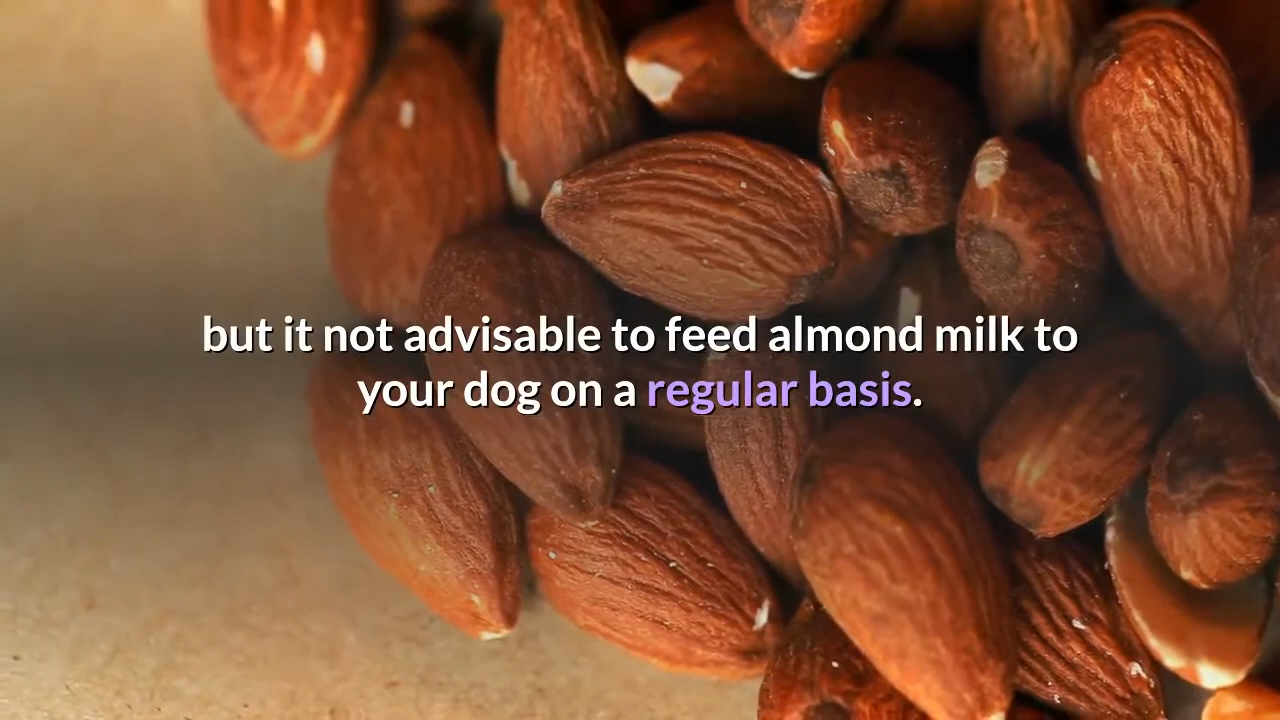 but it not advisable to feed almond milk to
your dog on a regular basis.